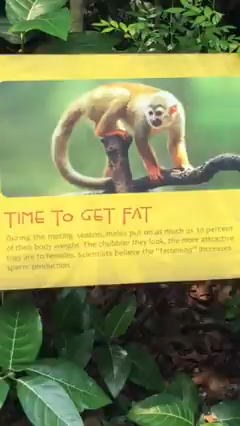 TIME TO GET FAT
During the mating season, males put on as much as 20 percent
of their body weight. The chubbier they look, the more attractive
they are to females. Scientists believe the "fattening" increases
sperm production.